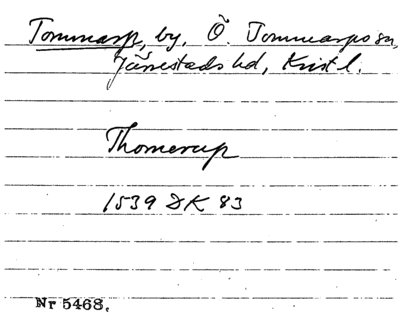 Tommarp, by, Ö. Tommarps sn,
Järrestads hd, Krist l.
Thomerup
1539 DK 83
Nr 5468.